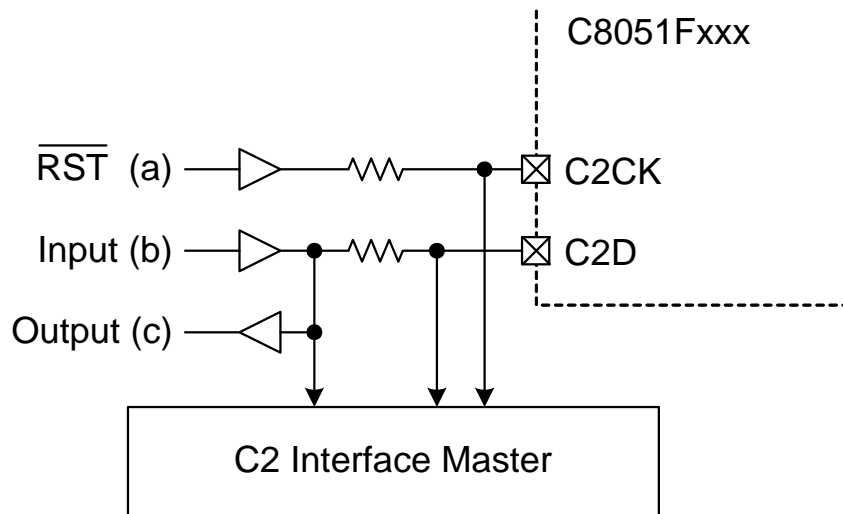 C8051Fxxx
RST (a)
C2CK
Input (b)
C2D
Output (c)
C2 Interface Master